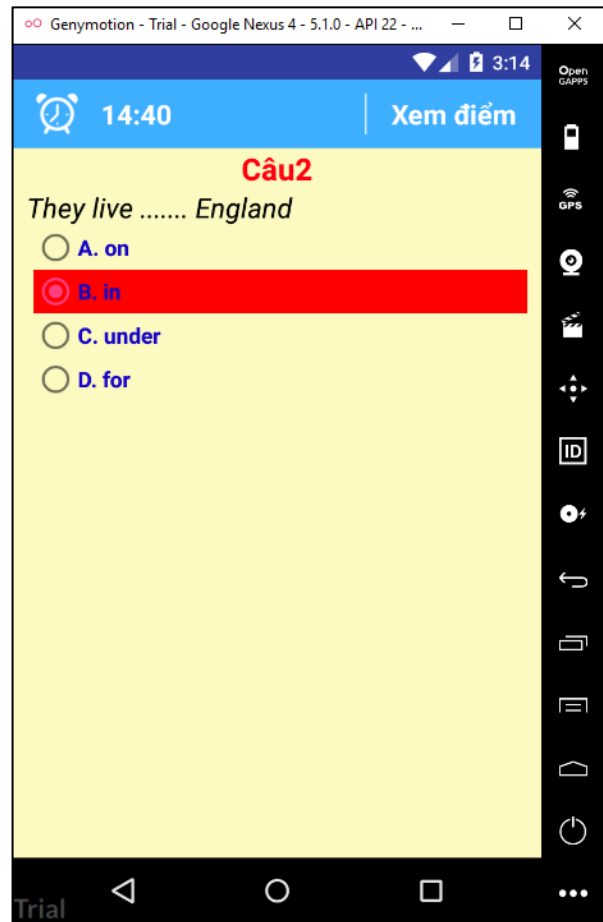 Genymotion - Trial - Google Nexus 4 - 5.1.0 - API 22 - ...
3:14
Open
GAPPS
14:40
Xem điểm
GPS
Câu2
They live ....... England
A. on
B. in
C. under
D. for
ID
Trial